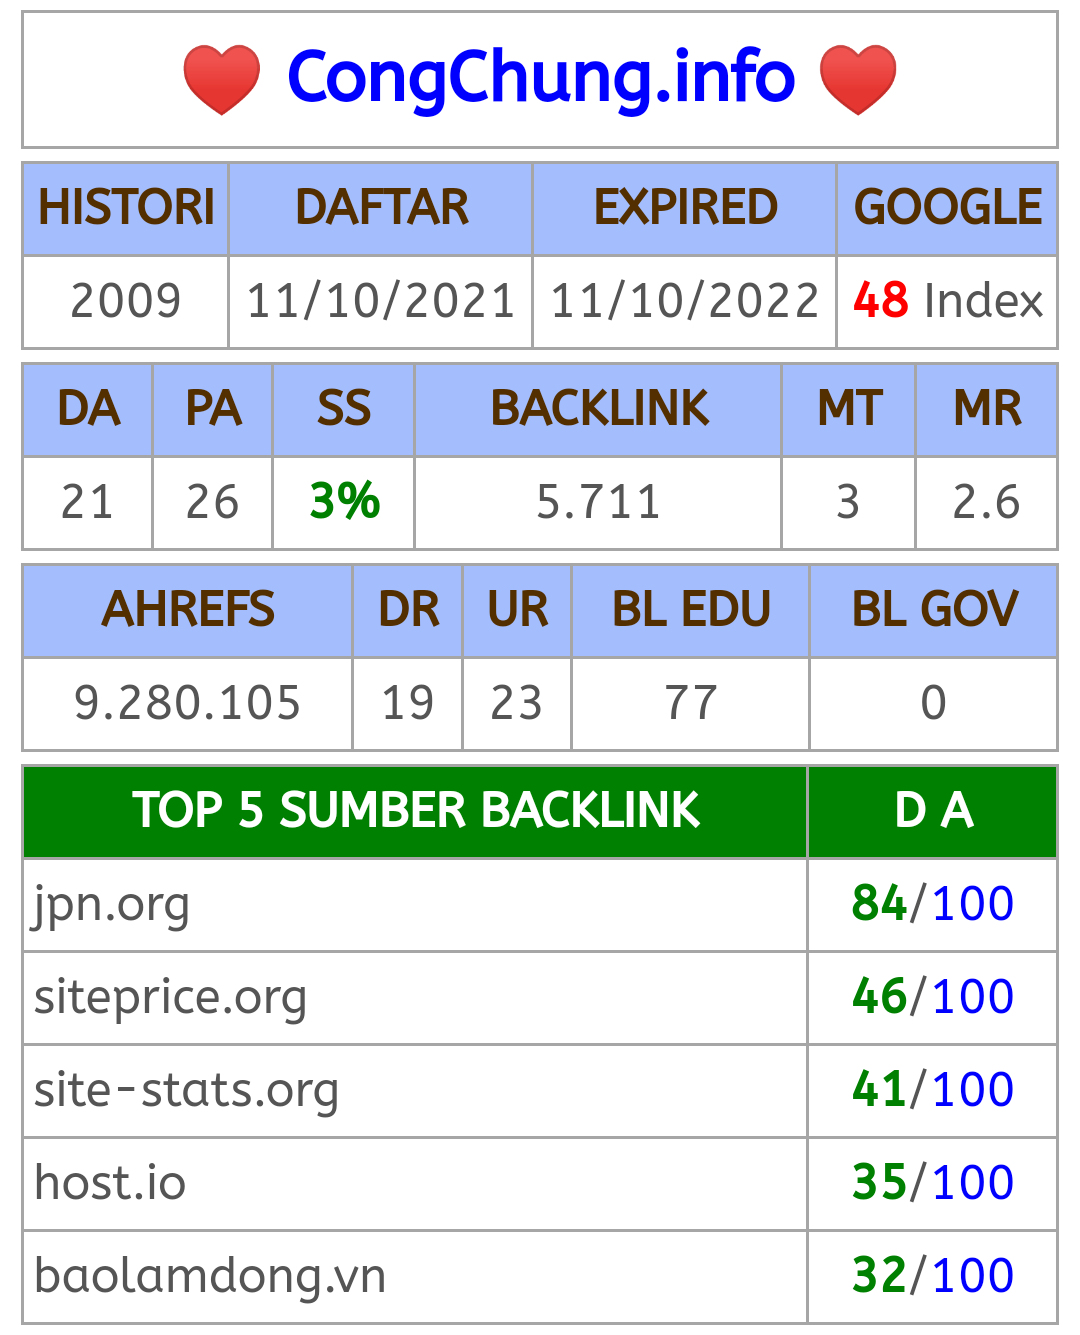 CongChung.info
HISTORI DAFTAR EXPIRED GOOGLE
2009 11/10/2021 11/10/2022 48 Index
DA PA SS BACKLINK MT MR
21 26 3% 5.711 3 2.6
AHREFS DR UR BL EDU BL GOV
9.280.105 19 23 77 0
TOP 5 SUMBER BACKLINK D A
jpn.org 84/100
siteprice.org 46/100
site-stats.org 41/100
host.io 35/100
baolamdong.vn 32/100